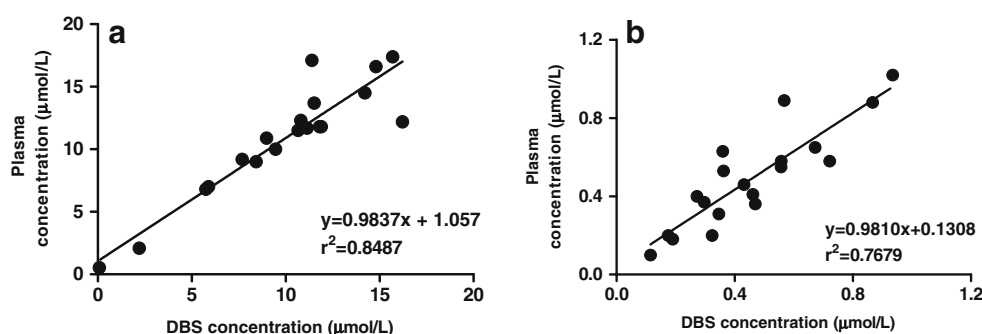 a
Plasma
concentration (μmol/L)
20
15
10
5
0
y=0.9837x + 1.057
r²=0.8487
0 5 10 15 20
DBS concentration (μmol/L)
b
Plasma
concentration (μmol/L)
1.2
0.8
0.4
0.0
y=0.9810x+0.1308
r²=0.7679
0.0 0.4 0.8 1.2
DBS concentration (μmol/L)